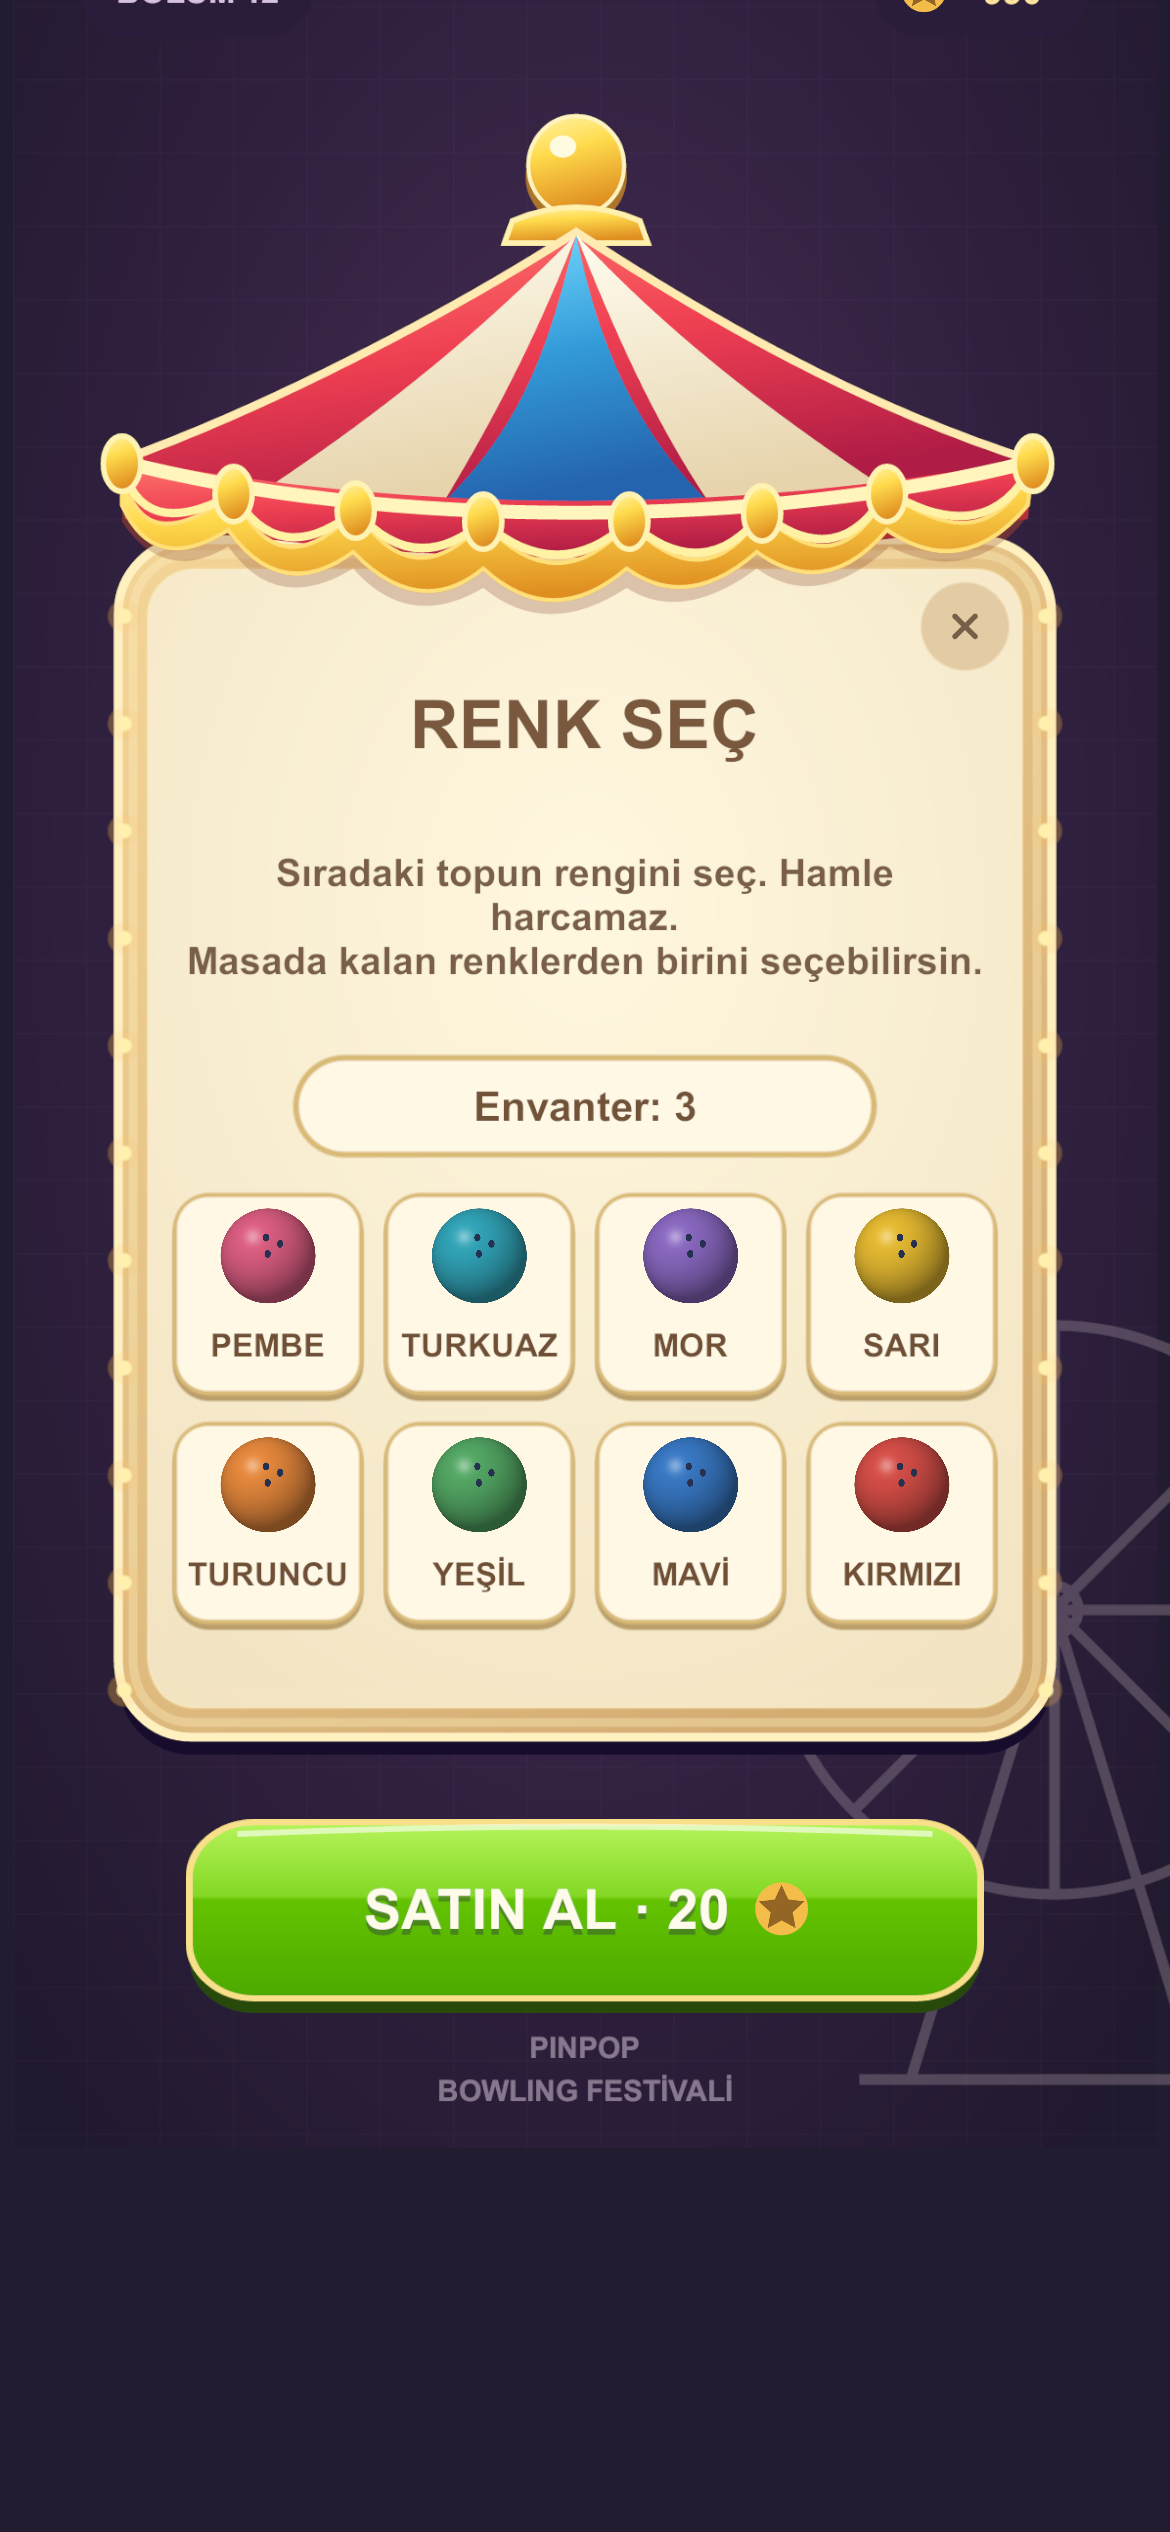 RENK SEÇ
Sıradaki topun rengini seç. Hamle
harcamaz.
Masada kalan renklerden birini seçebilirsin.
Envanter: 3
PEMBE TURKUAZ MOR SARI
TURUNCU YEŞİL MAVİ KIRMIZI
SATIN AL · 20
PINPOP
BOWLING FESTİVALİ